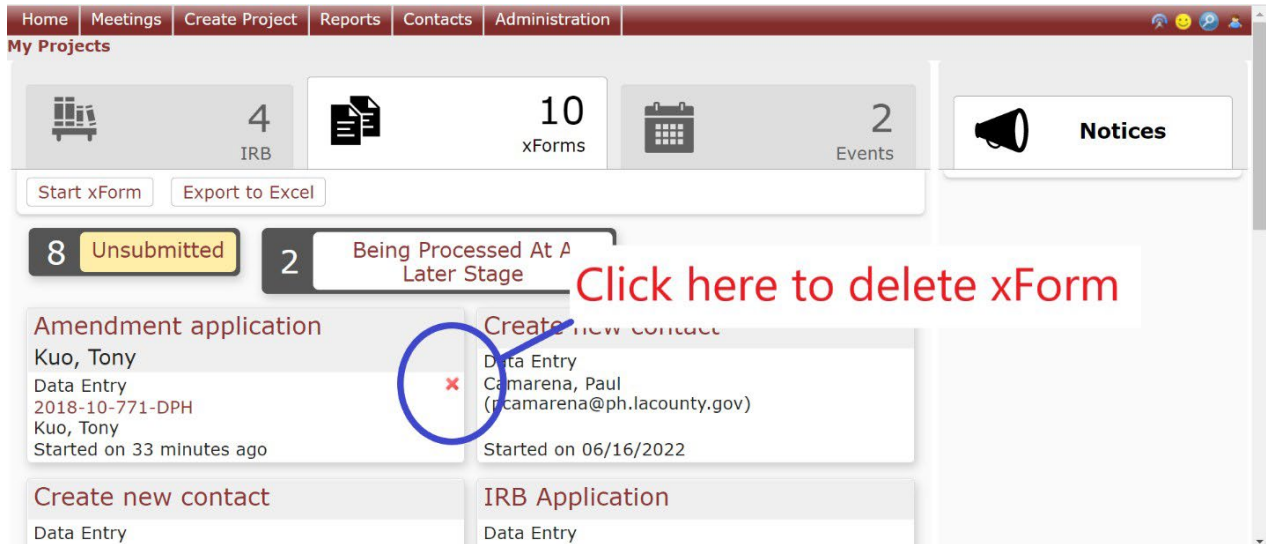 Home Meetings Create Project Reports Contacts Administration
My Projects
4
IRB
10
xForms
2
Events
Notices
Start xForm Export to Excel
8 Unsubmitted
2 Being Processed At A
Later Stage
Click here to delete xForm
Amendment application
Kuo, Tony
Data Entry
2018-10-771-DPH
Kuo, Tony
Started on 33 minutes ago
Create new contact
Data Entry
Camarena, Paul
(pcamarena@ph.lacounty.gov)
Started on 06/16/2022
Create new contact
Data Entry
IRB Application
Data Entry